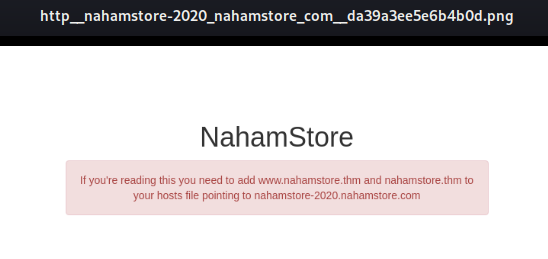 http__nahamstore-2020_nahamstore_com__da39a3ee5e6b4b0d.png
NahamStore
If you're reading this you need to add www.nahamstore.thm and nahamstore.thm to
your hosts file pointing to nahamstore-2020.nahamstore.com